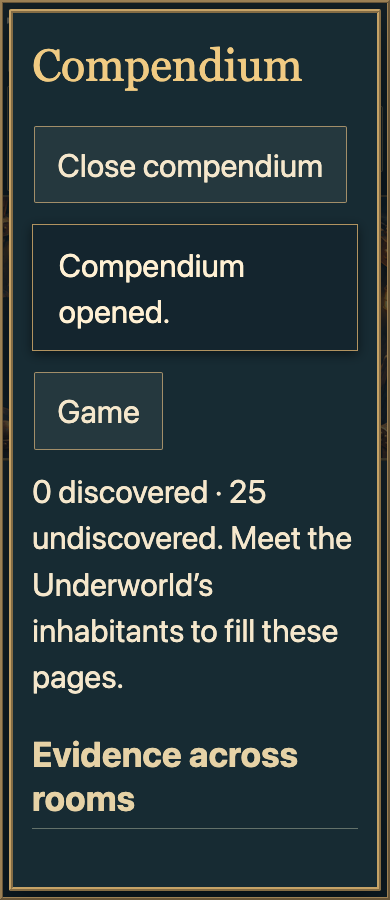 Compendium
Close compendium
Compendium
opened.
Game
0 discovered · 25
undiscovered. Meet the
Underworld’s
inhabitants to fill these
pages.
Evidence across
rooms